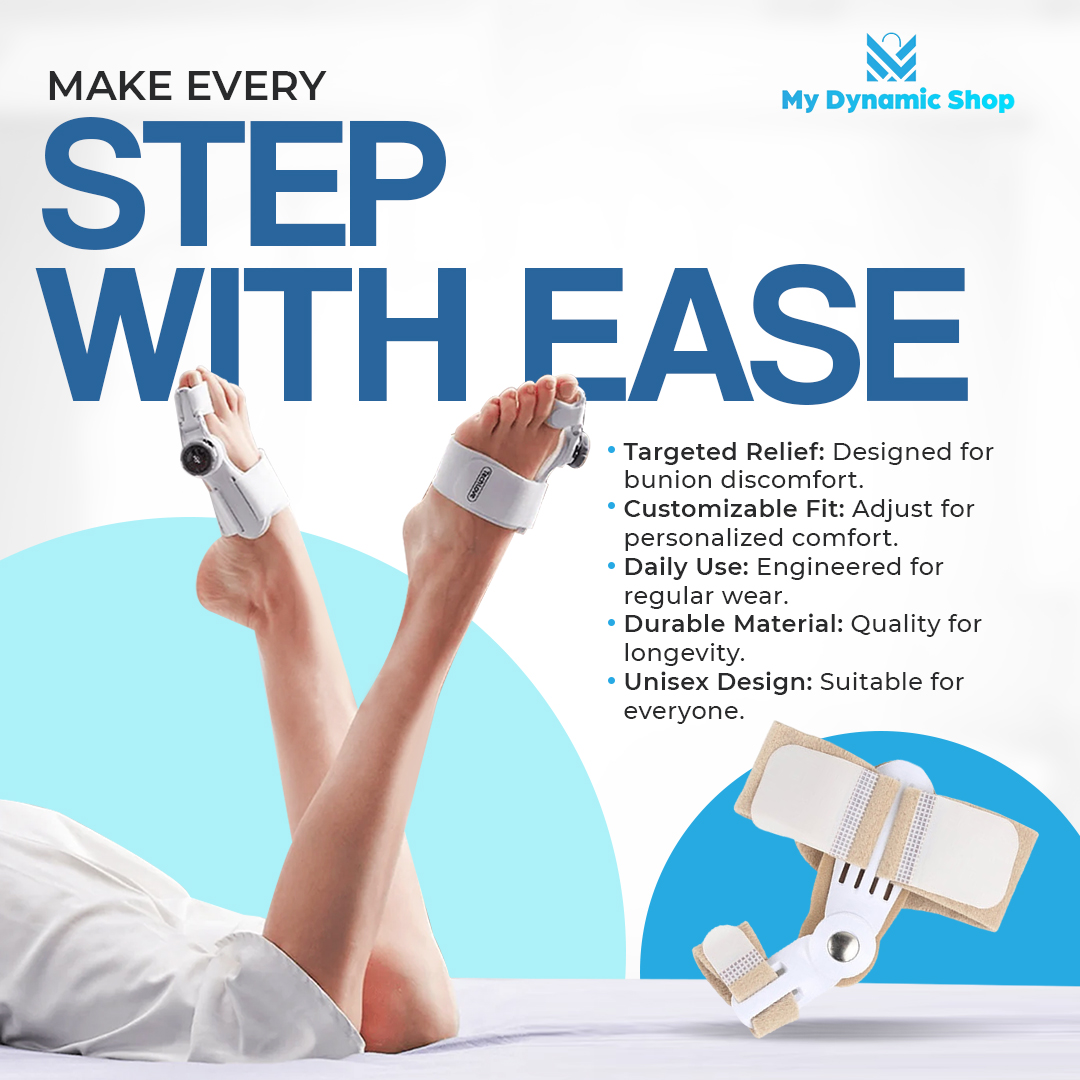 My Dynamic Shop
MAKE EVERY
STEP
WITH EASE
• Targeted Relief: Designed for
bunion discomfort.
• Customizable Fit: Adjust for
personalized comfort.
• Daily Use: Engineered for
regular wear.
• Durable Material: Quality for
longevity.
• Unisex Design: Suitable for
everyone.